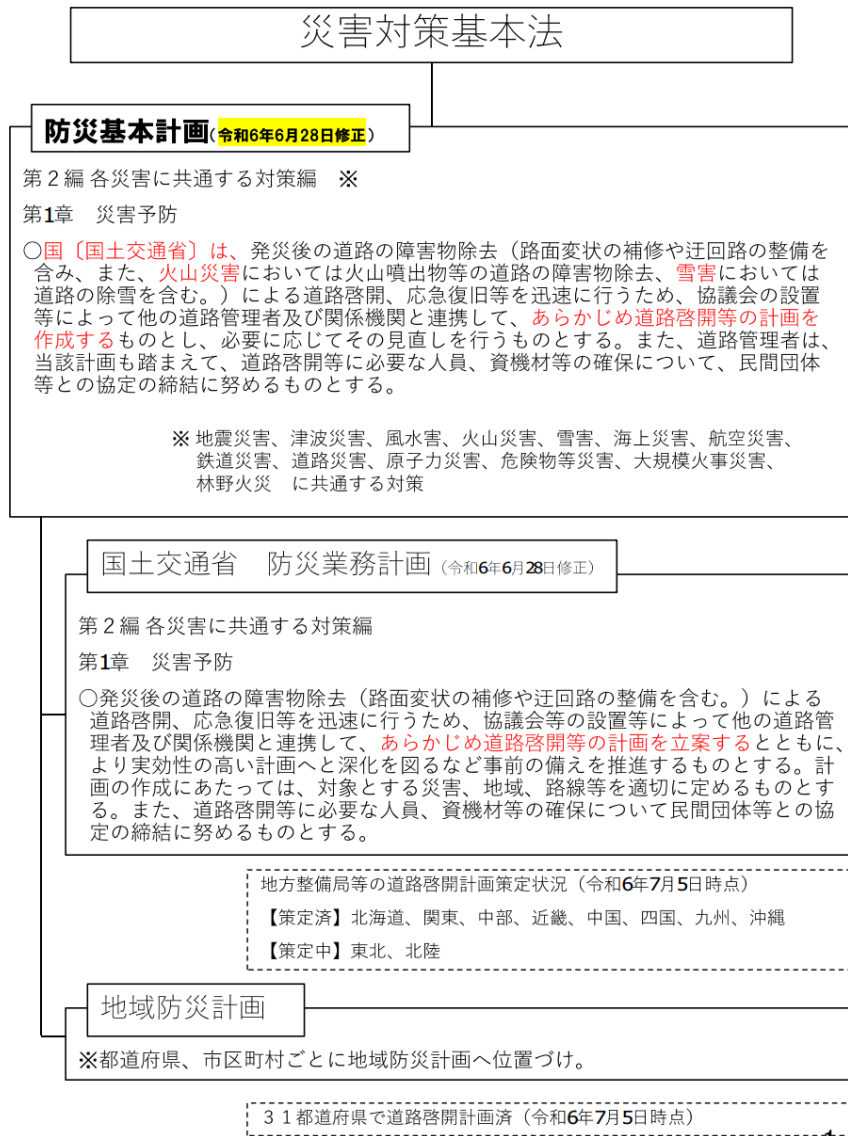 災害対策基本法
防災基本計画(令和6年6月28日修正)
第２編 各災害に共通する対策編　※
第1章　災害予防
○国〔国土交通省〕は、発災後の道路の障害物除去（路面変状の補修や迂回路の整備を
含み、また、火山災害においては火山噴出物等の道路の障害物除去、雪害においては
道路の除雪を含む。）による道路啓開、応急復旧等を迅速に行うため、協議会の設置
等によって他の道路管理者及び関係機関と連携して、あらかじめ道路啓開等の計画を
作成するものとし、必要に応じてその見直しを行うものとする。また、道路管理者は、
当該計画も踏まえて、道路啓開等に必要な人員、資機材等の確保について、民間団体
等との協定の締結に努めるものとする。
※ 地震災害、津波災害、風水害、火山災害、雪害、海上災害、航空災害、
鉄道災害、道路災害、原子力災害、危険物等災害、大規模火事災害、
林野火災　に共通する対策
国土交通省　防災業務計画（令和6年6月28日修正）
第２編 各災害に共通する対策編
第1章　災害予防
○発災後の道路の障害物除去（路面変状の補修や迂回路の整備を含む。）による
道路啓開、応急復旧等を迅速に行うため、協議会等の設置等によって他の道路管
理者及び関係機関と連携して、あらかじめ道路啓開等の計画を立案するとともに、
より実効性の高い計画へと深化を図るなど事前の備えを推進するものとする。計
画の作成にあたっては、対象とする災害、地域、路線等を適切に定めるものとす
る。また、道路啓開等に必要な人員、資機材等の確保について民間団体等との協
定の締結に努めるものとする。
地方整備局等の道路啓開計画策定状況（令和6年7月5日時点）
【策定済】北海道、関東、中部、近畿、中国、四国、九州、沖縄
【策定中】東北、北陸
地域防災計画
※都道府県、市区町村ごとに地域防災計画へ位置づけ。
３１都道府県で道路啓開計画済（令和6年7月5日時点）